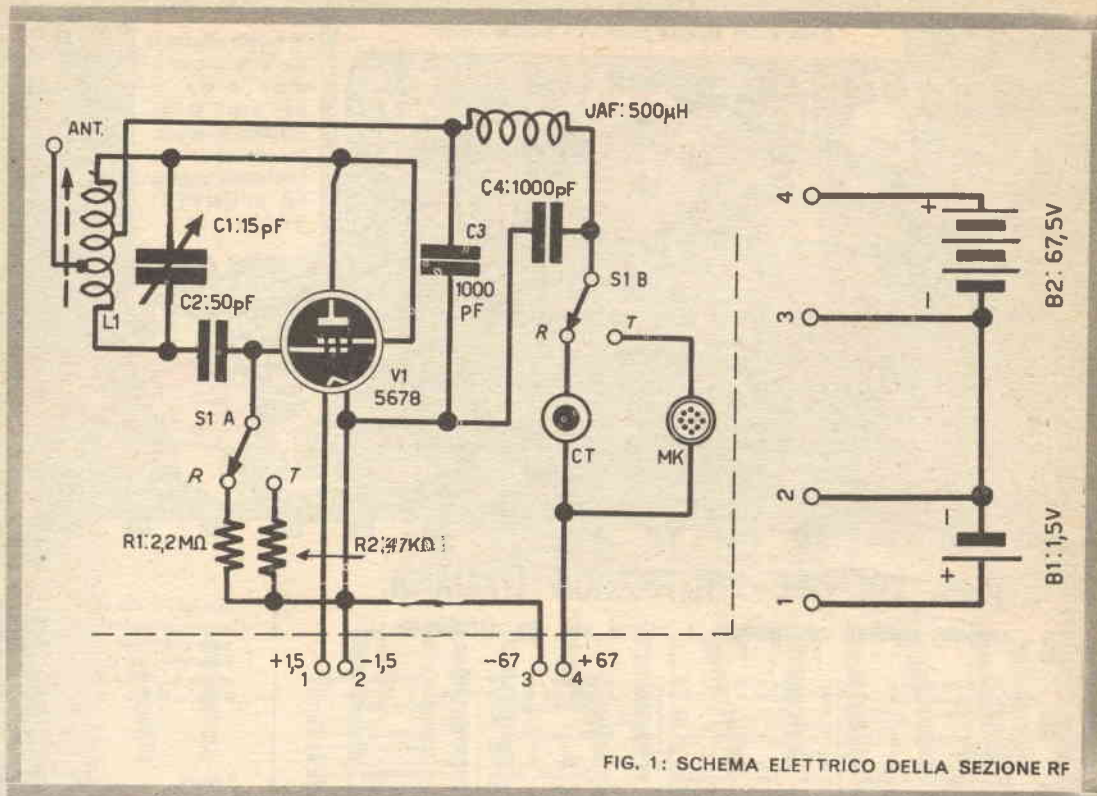 ANT.
JAF: 500µH
C4:1000pF
C1:15pF
C3
1000
PF
C2:50pF
L1
V1
5678
S1 A
S1 B
R
T
R
T
CT
MK
R1:2,2MΩ
R2:47KΩ
+1,5
-1,5
-67
+67
1
2
3
4
4
+
B2: 67,5V
-
3
2
-
B1:1,5V
+
1
FIG. 1: SCHEMA ELETTRICO DELLA SEZIONE RF